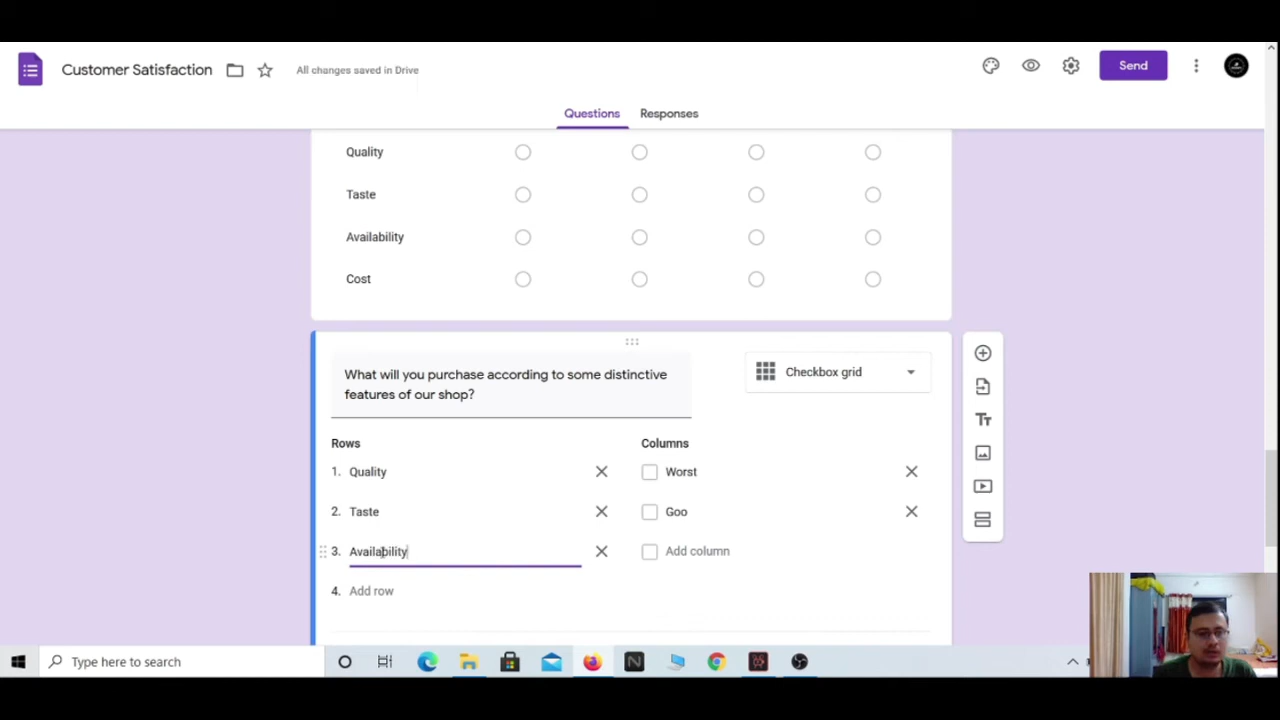 Customer Satisfaction
All changes saved in Drive
Send
Questions
Responses
Quality
Taste
Availability
Cost
What will you purchase according to some distinctive
features of our shop?
Checkbox grid
Rows
Columns
1. Quality
Worst
2. Taste
Goo
3. Availability
Add column
4. Add row
Type here to search